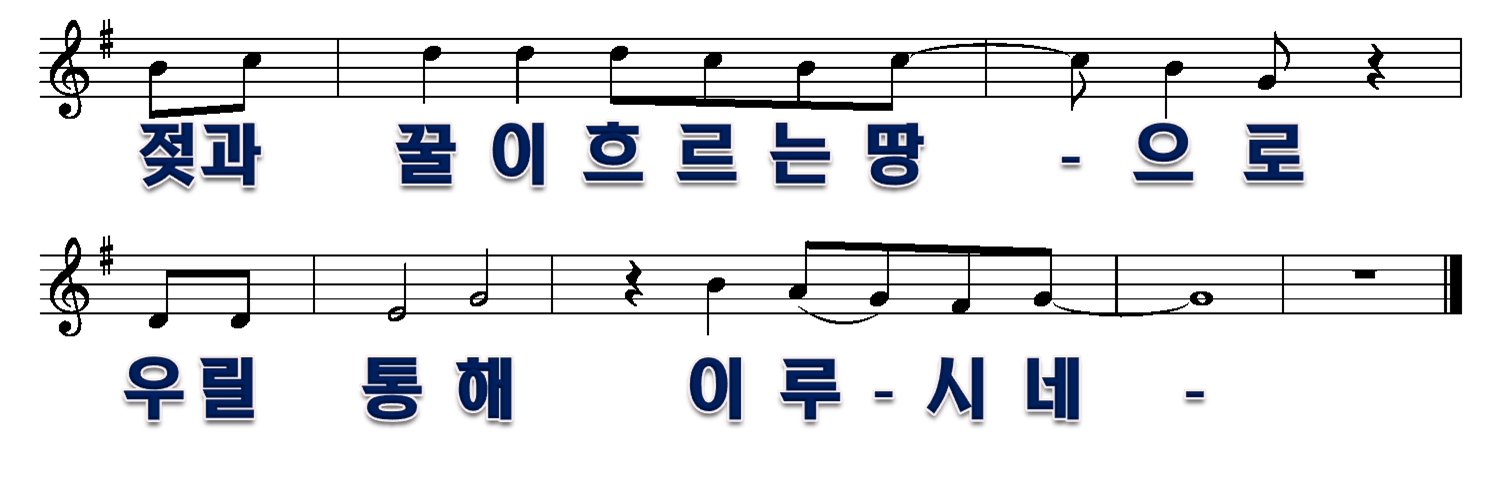 젖과 꿀 이 흐 르 는 땅 - 으 로
우릴 통 해 이 루 - 시 네 -